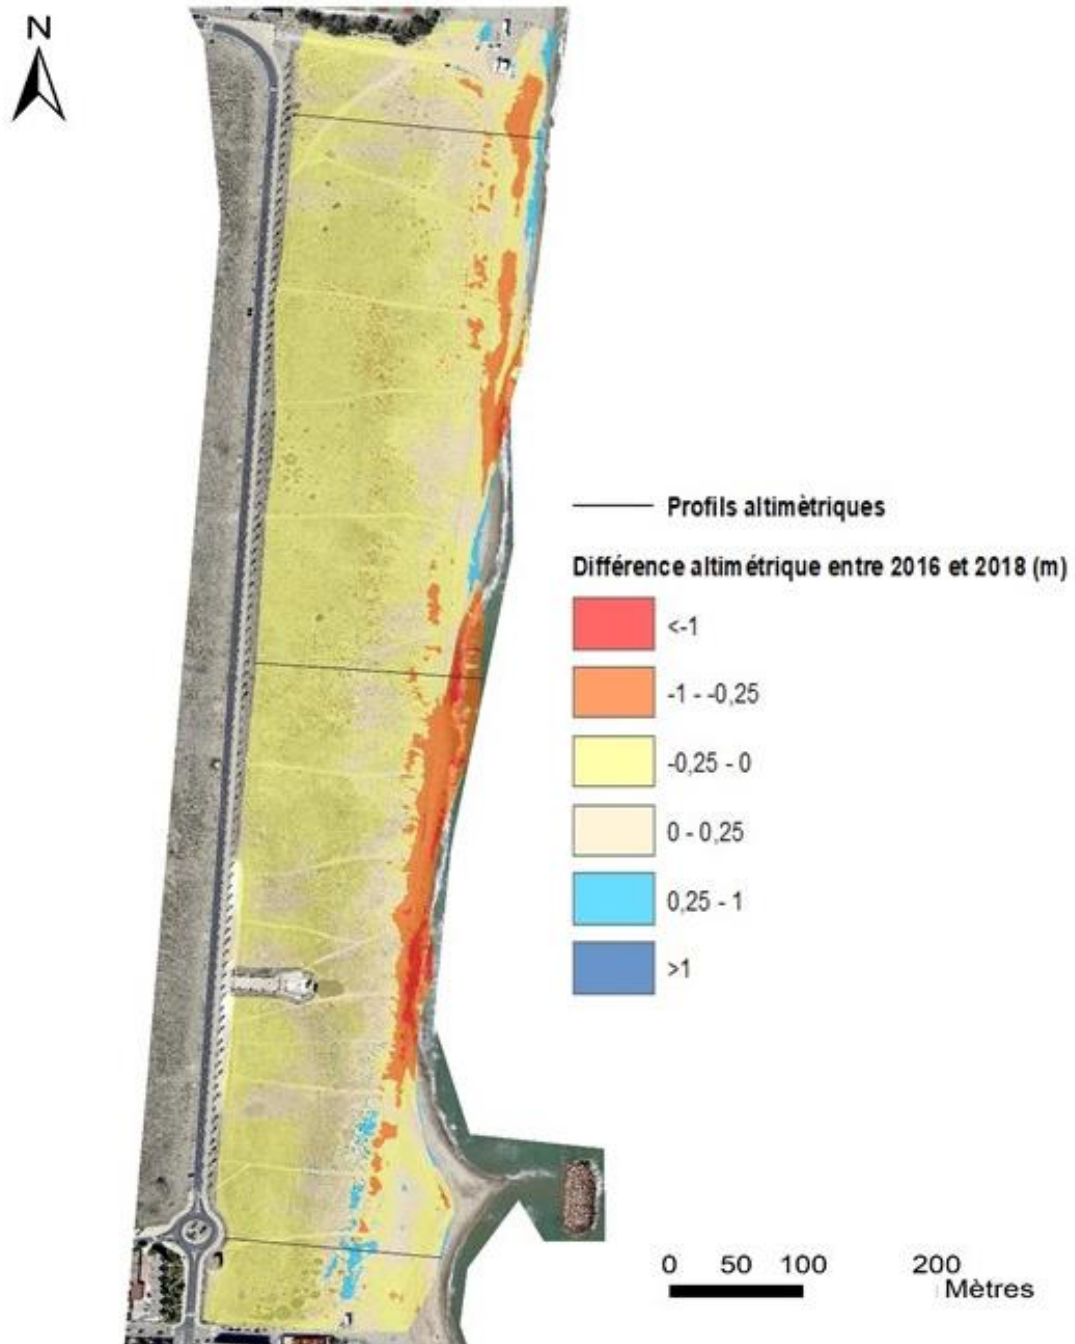 N
Profils altimètriques
Différence altimétrique entre 2016 et 2018 (m)
<-1
-1 - -0,25
-0,25 - 0
0 - 0,25
0,25 - 1
>1
0 50 100 200
Mètres